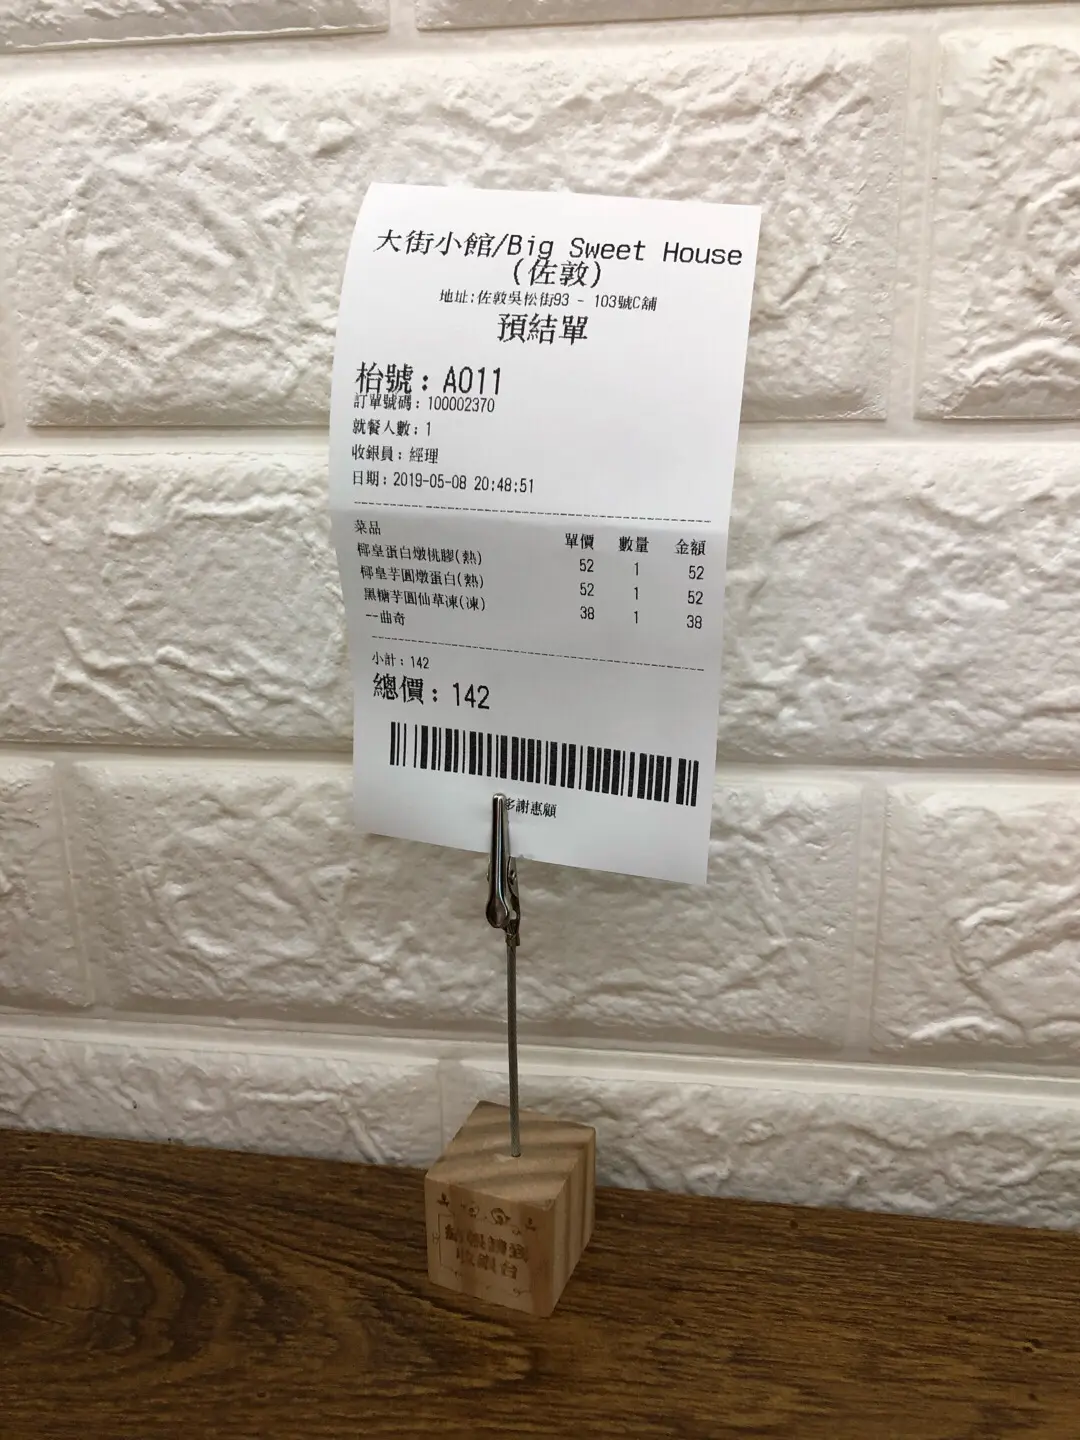 大街小館/Big Sweet House
(佐敦)
地址:佐敦吳松街93 - 103號C舖
預結單
枱號: A011
訂單號碼: 100002370
就餐人數: 1
收銀員: 經理
日期: 2019-05-08 20:48:51
菜品 單價 數量 金額
椰皇蛋白燉桃膠(熱) 52 1 52
椰皇芋圓燉蛋白(熱) 52 1 52
黑糖芋圓仙草凍(凍) 38 1 38
--曲奇
小計: 142
總價: 142
多謝惠顧
收銀台